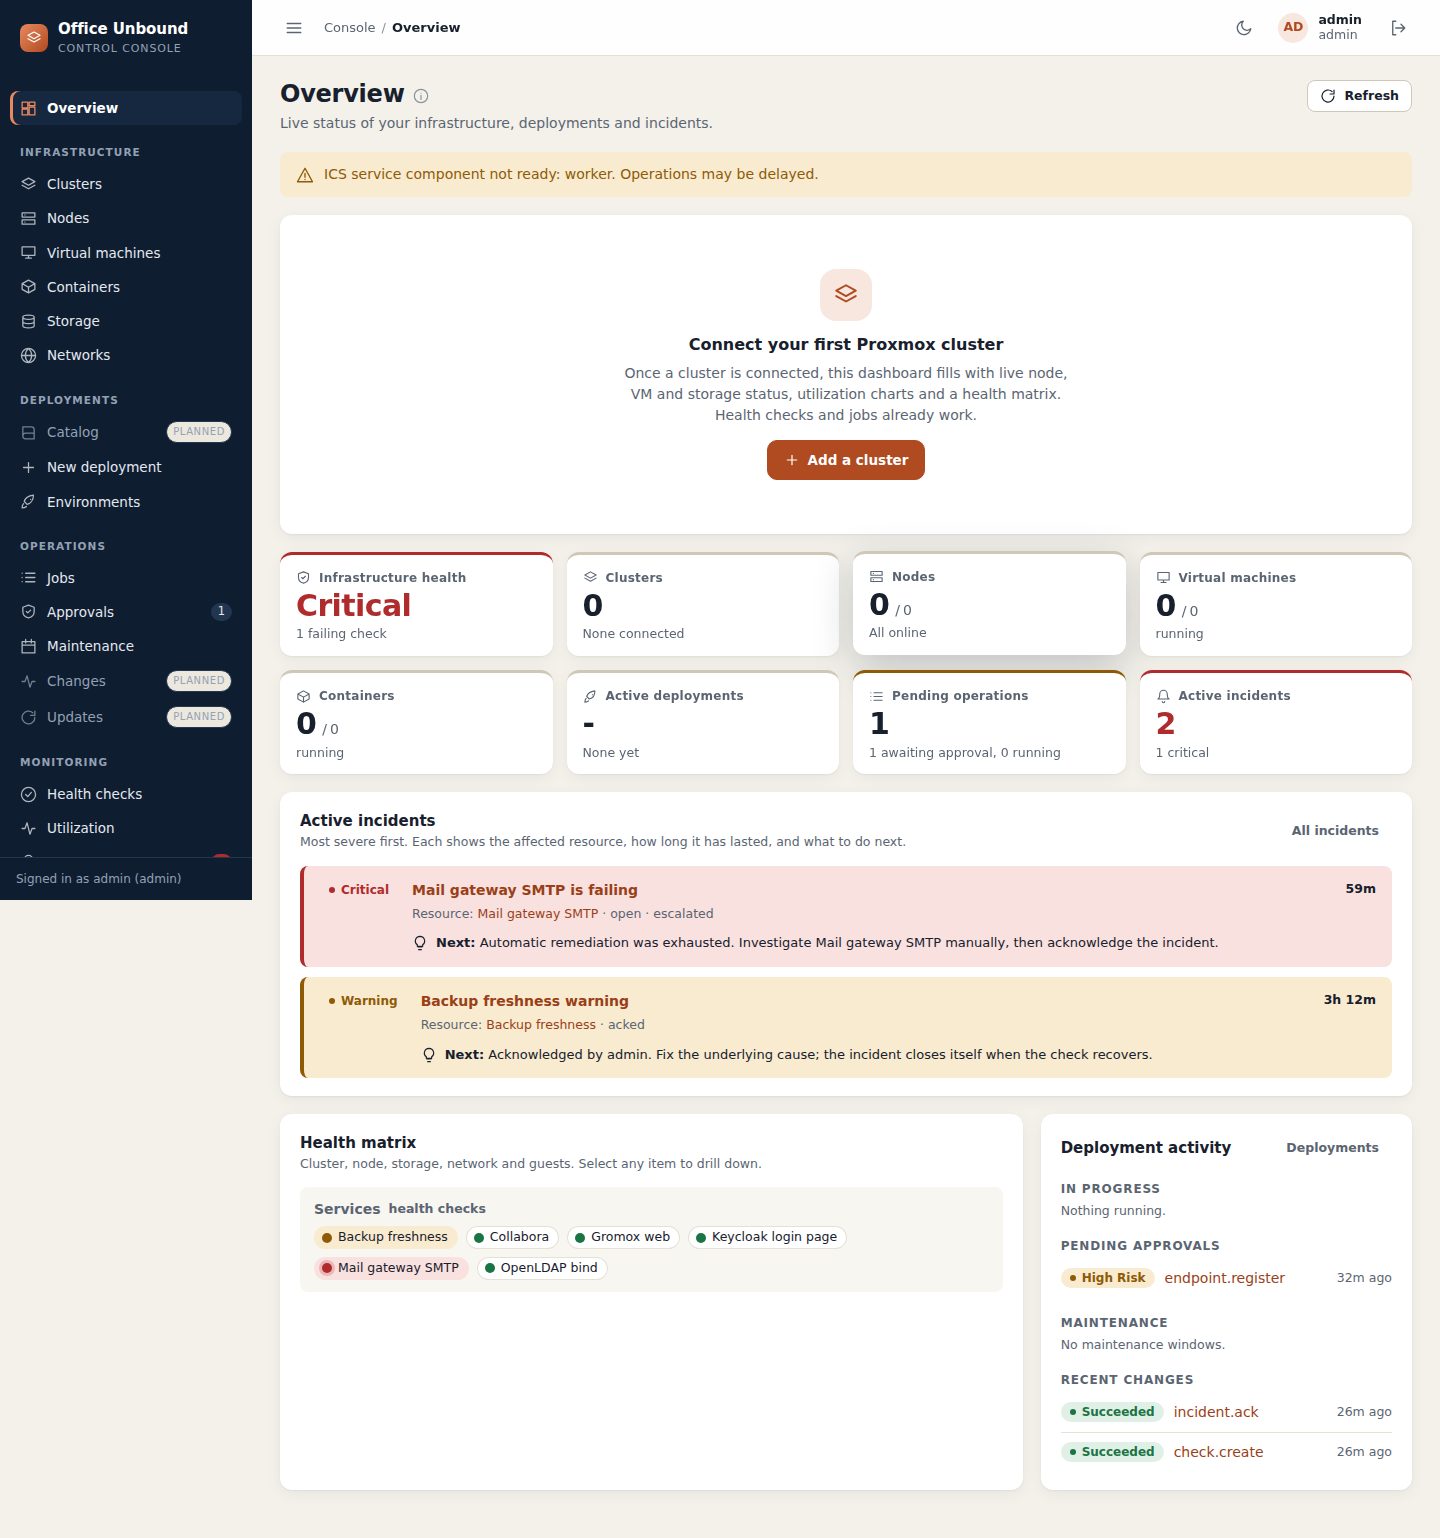 Office Unbound
CONTROL CONSOLE
Overview
INFRASTRUCTURE
Clusters
Nodes
Virtual machines
Containers
Storage
Networks
DEPLOYMENTS
Catalog PLANNED
New deployment
Environments
OPERATIONS
Jobs
Approvals 1
Maintenance
Changes PLANNED
Updates PLANNED
MONITORING
Health checks
Utilization
Signed in as admin (admin)
Console / Overview
AD
admin
admin
Overview
Refresh
Live status of your infrastructure, deployments and incidents.
ICS service component not ready: worker. Operations may be delayed.
Connect your first Proxmox cluster
Once a cluster is connected, this dashboard fills with live node,
VM and storage status, utilization charts and a health matrix.
Health checks and jobs already work.
Add a cluster
Infrastructure health
Critical
1 failing check
Clusters
0
None connected
Nodes
0 / 0
All online
Virtual machines
0 / 0
running
Containers
0 / 0
running
Active deployments
-
None yet
Pending operations
1
1 awaiting approval, 0 running
Active incidents
2
1 critical
Active incidents
Most severe first. Each shows the affected resource, how long it has lasted, and what to do next.
All incidents
Critical
Mail gateway SMTP is failing
59m
Resource: Mail gateway SMTP · open · escalated
Next: Automatic remediation was exhausted. Investigate Mail gateway SMTP manually, then acknowledge the incident.
Warning
Backup freshness warning
3h 12m
Resource: Backup freshness · acked
Next: Acknowledged by admin. Fix the underlying cause; the incident closes itself when the check recovers.
Health matrix
Cluster, node, storage, network and guests. Select any item to drill down.
Services health checks
Backup freshness Collabora Gromox web Keycloak login page
Mail gateway SMTP OpenLDAP bind
Deployment activity
Deployments
IN PROGRESS
Nothing running.
PENDING APPROVALS
High Risk endpoint.register 32m ago
MAINTENANCE
No maintenance windows.
RECENT CHANGES
Succeeded incident.ack 26m ago
Succeeded check.create 26m ago